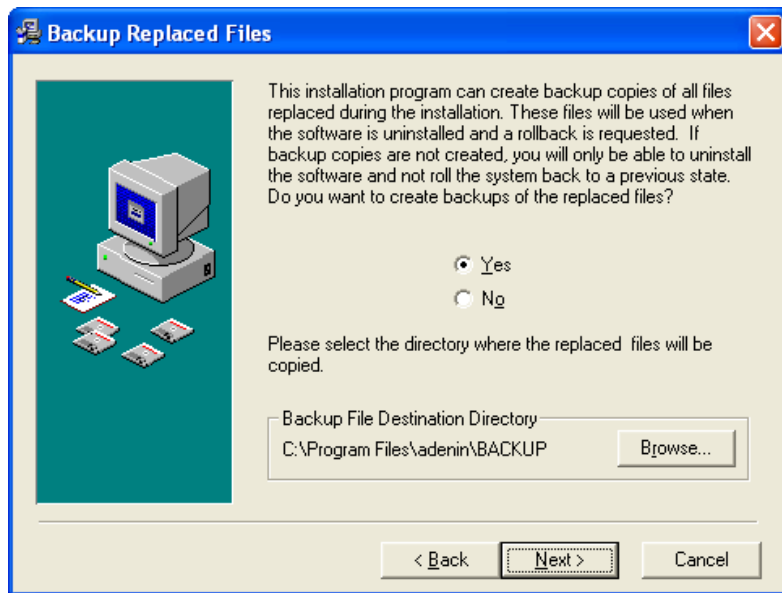 Backup Replaced Files
This installation program can create backup copies of all files
replaced during the installation. These files will be used when
the software is uninstalled and a rollback is requested. If
backup copies are not created, you will only be able to uninstall
the software and not roll the system back to a previous state.
Do you want to create backups of the replaced files?
Yes
No
Please select the directory where the replaced files will be
copied.
Backup File Destination Directory
C:\Program Files\adenin\BACKUP
Browse...
< Back
Next >
Cancel